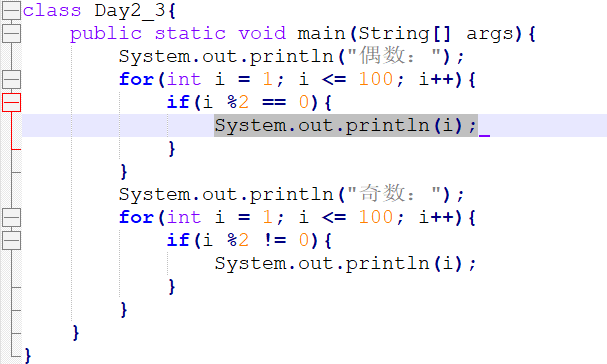 class Day2_3{
    public static void main(String[] args){
        System.out.println("偶数：");
        for(int i = 1; i <= 100; i++){
            if(i %2 == 0){
                System.out.println(i);
            }
        }
        System.out.println("奇数：");
        for(int i = 1; i <= 100; i++){
            if(i %2 != 0){
                System.out.println(i);
            }
        }
    }
}